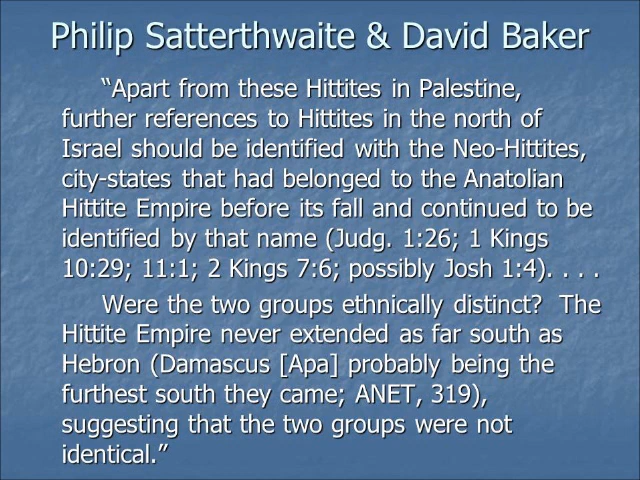 Philip Satterthwaite & David Baker
“Apart from these Hittites in Palestine,
further references to Hittites in the north of
Israel should be identified with the Neo-Hittites,
city-states that had belonged to the Anatolian
Hittite Empire before its fall and continued to be
identified by that name (Judg. 1:26; 1 Kings
10:29; 11:1; 2 Kings 7:6; possibly Josh 1:4). . . .
Were the two groups ethnically distinct?  The
Hittite Empire never extended as far south as
Hebron (Damascus [Apa] probably being the
furthest south they came; ANET, 319),
suggesting that the two groups were not
identical.”